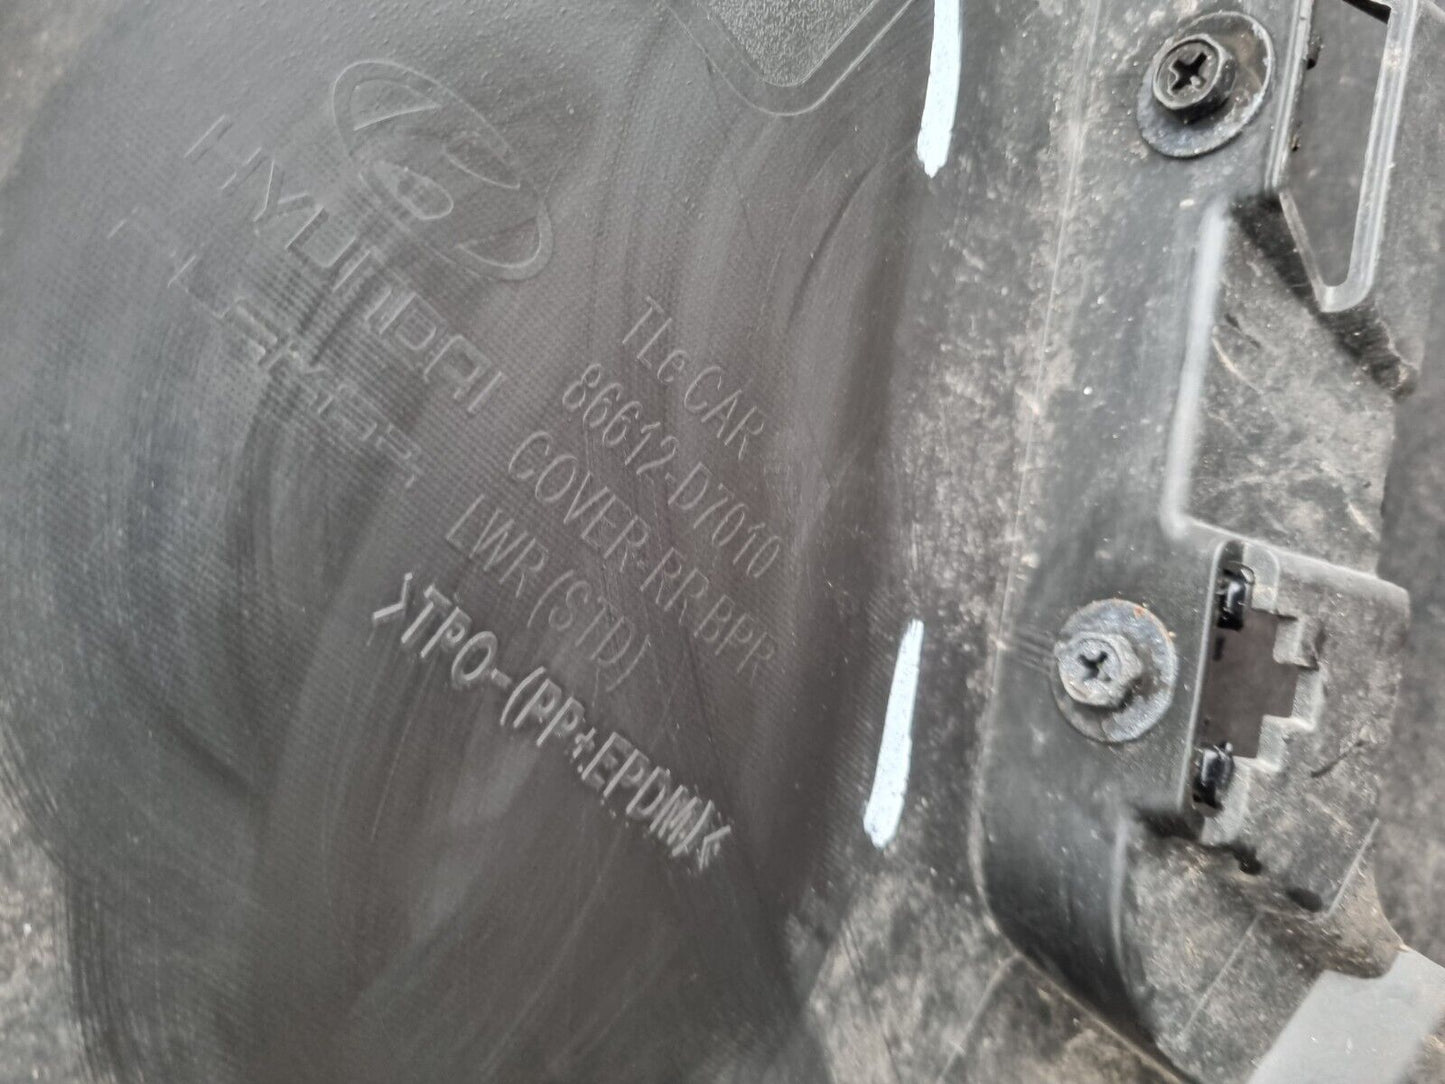 HYUNDAI
TLe CAR
86612-D7010
COVER-RR BPR
LWR (STD)
>TPO-(PP+EPDM)<